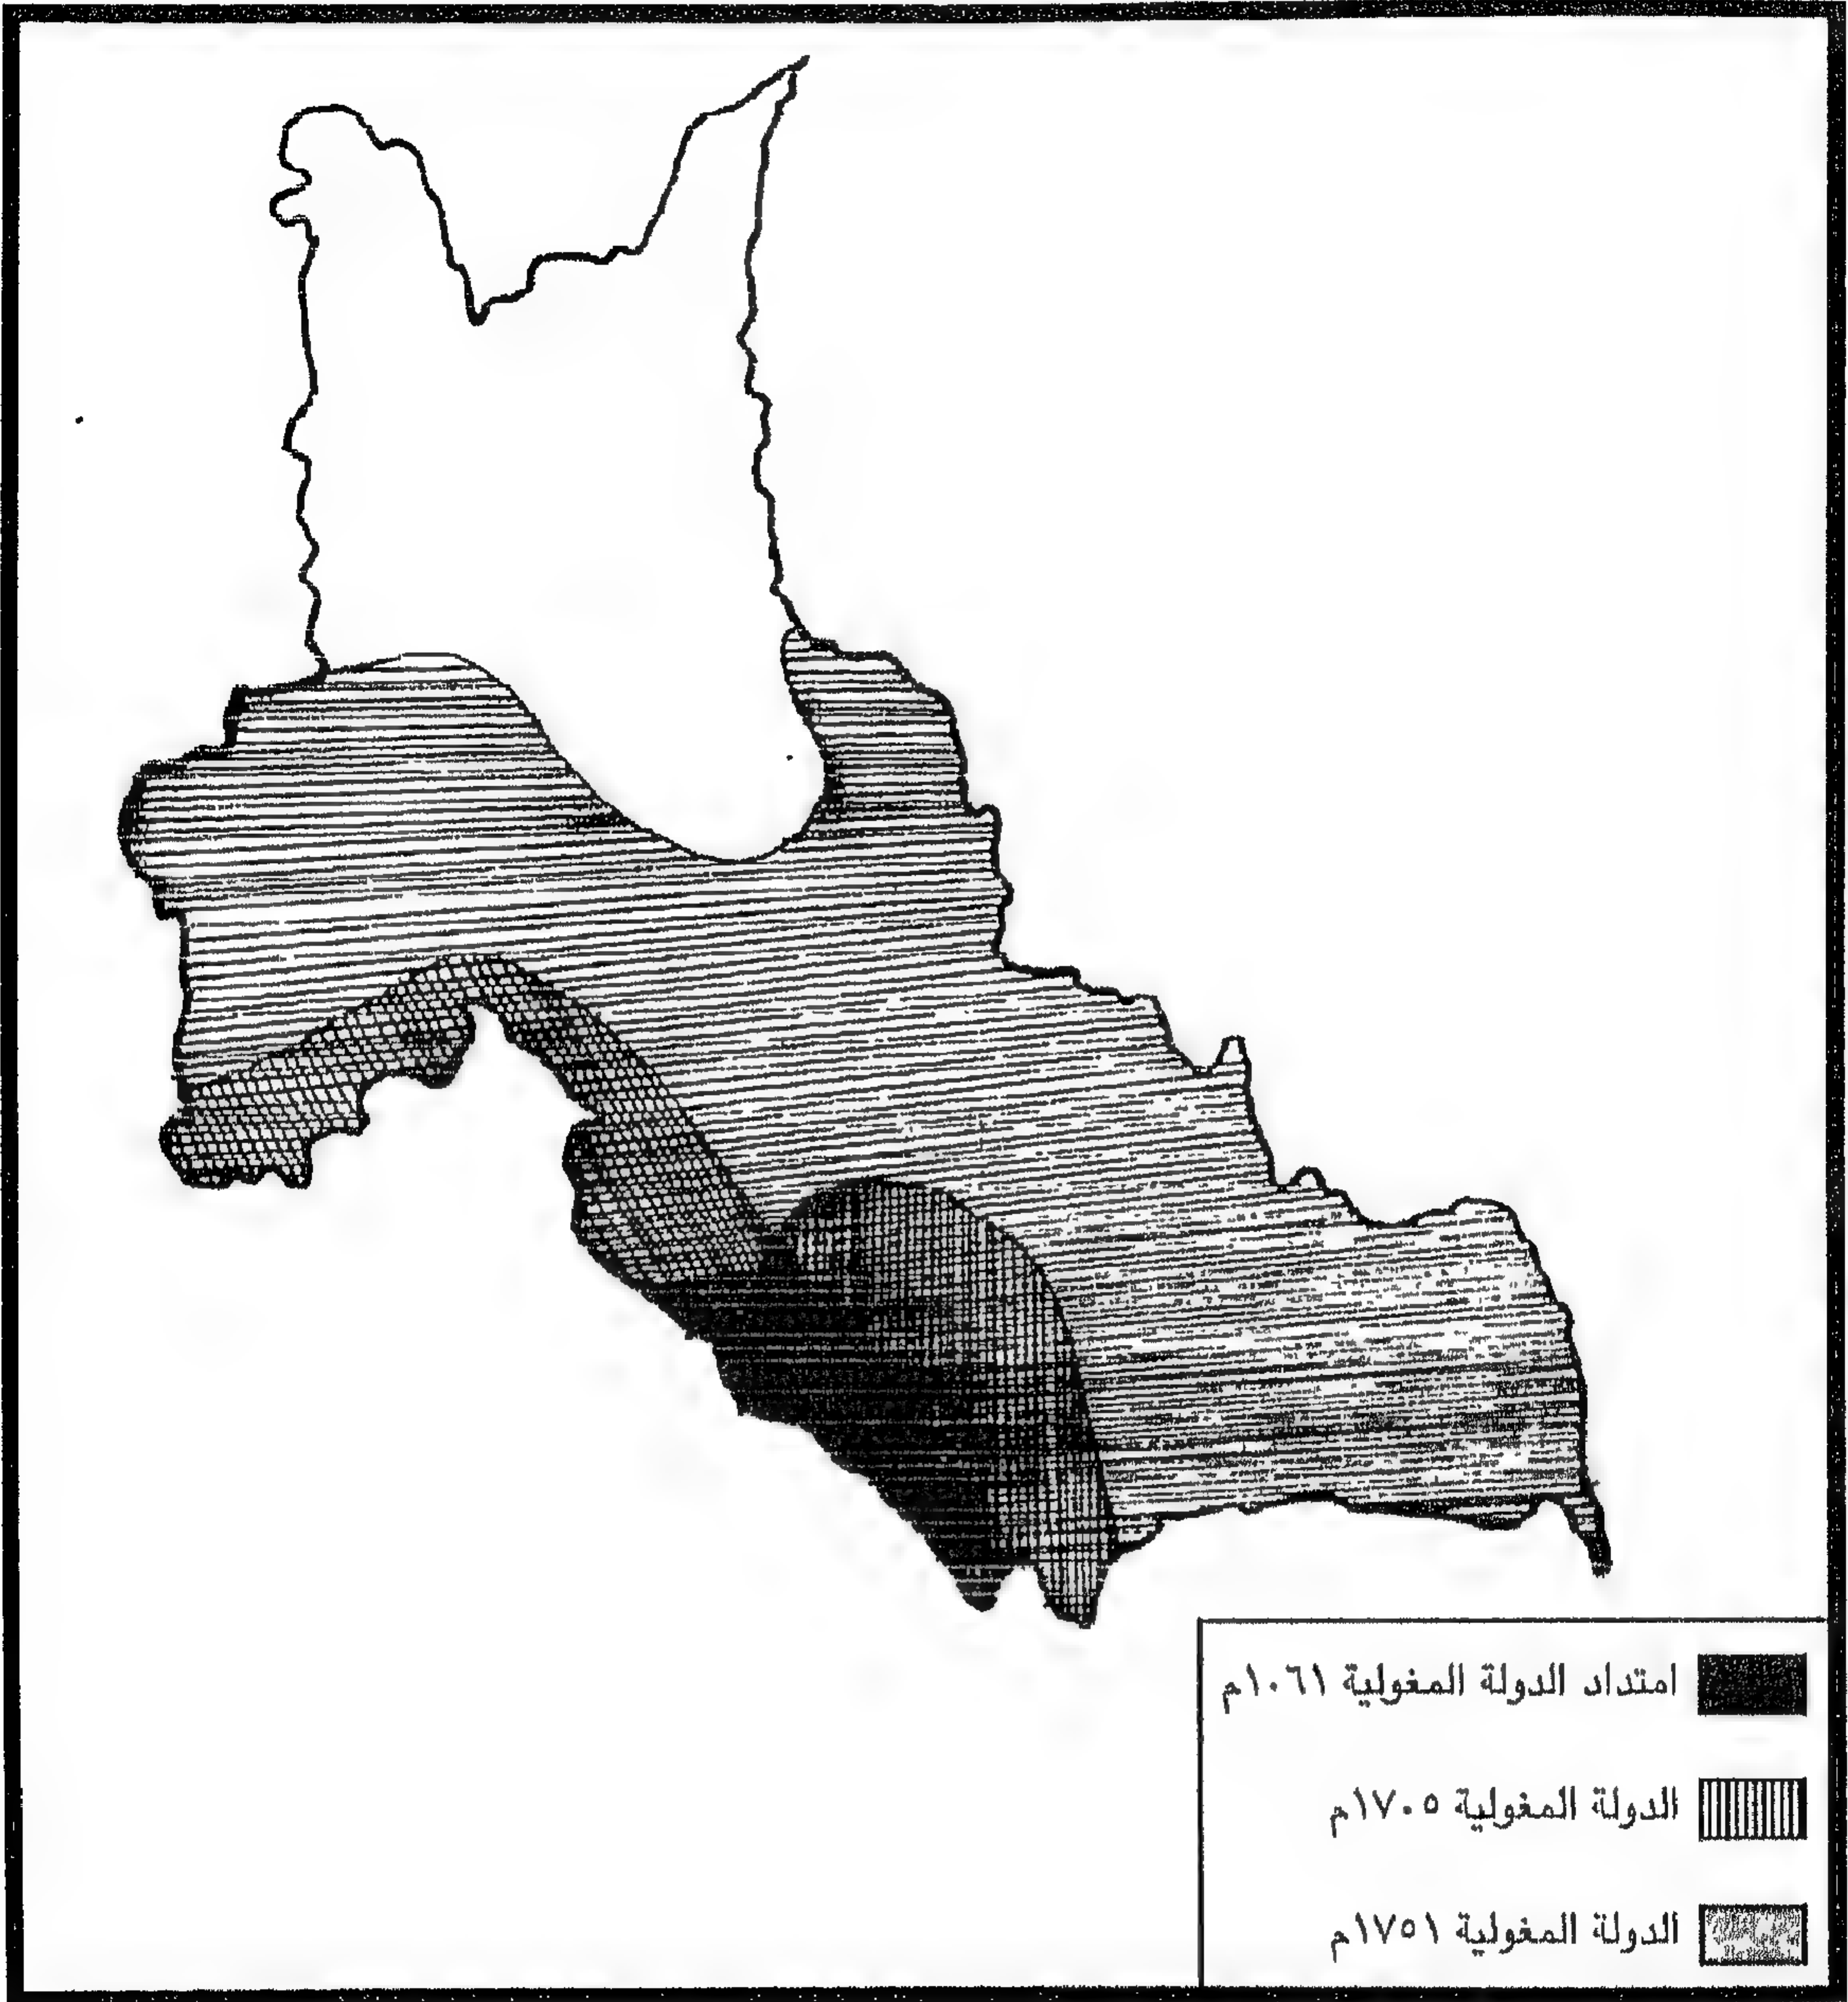 امتداد الدولة المغولية ١٠٦١م
الدولة المغولية ١٧٠٥م
الدولة المغولية ١٧٥١م